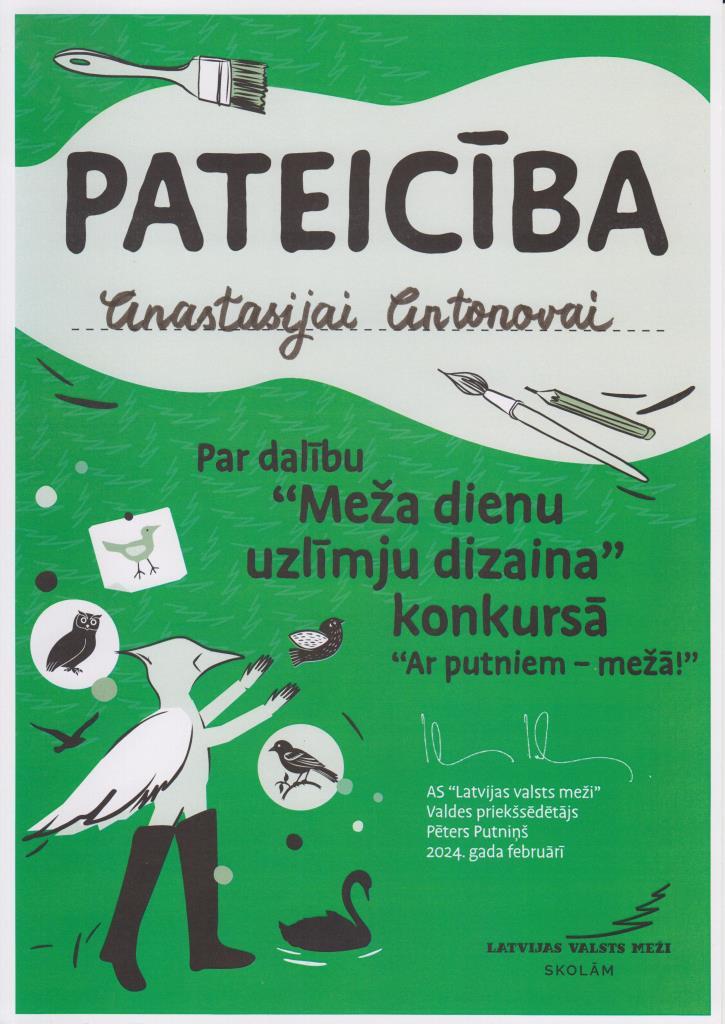 PATEICĪBA
Anastasijai Antonovai
Par dalību
“Meža dienu
uzlīmju dizaina”
konkursā
“Ar putniem – mežā!”
AS “Latvijas valsts meži”
Valdes priekšsēdētājs
Pēters Putniņš
2024. gada februārī
LATVIJAS VALSTS MEŽI
SKOLĀM